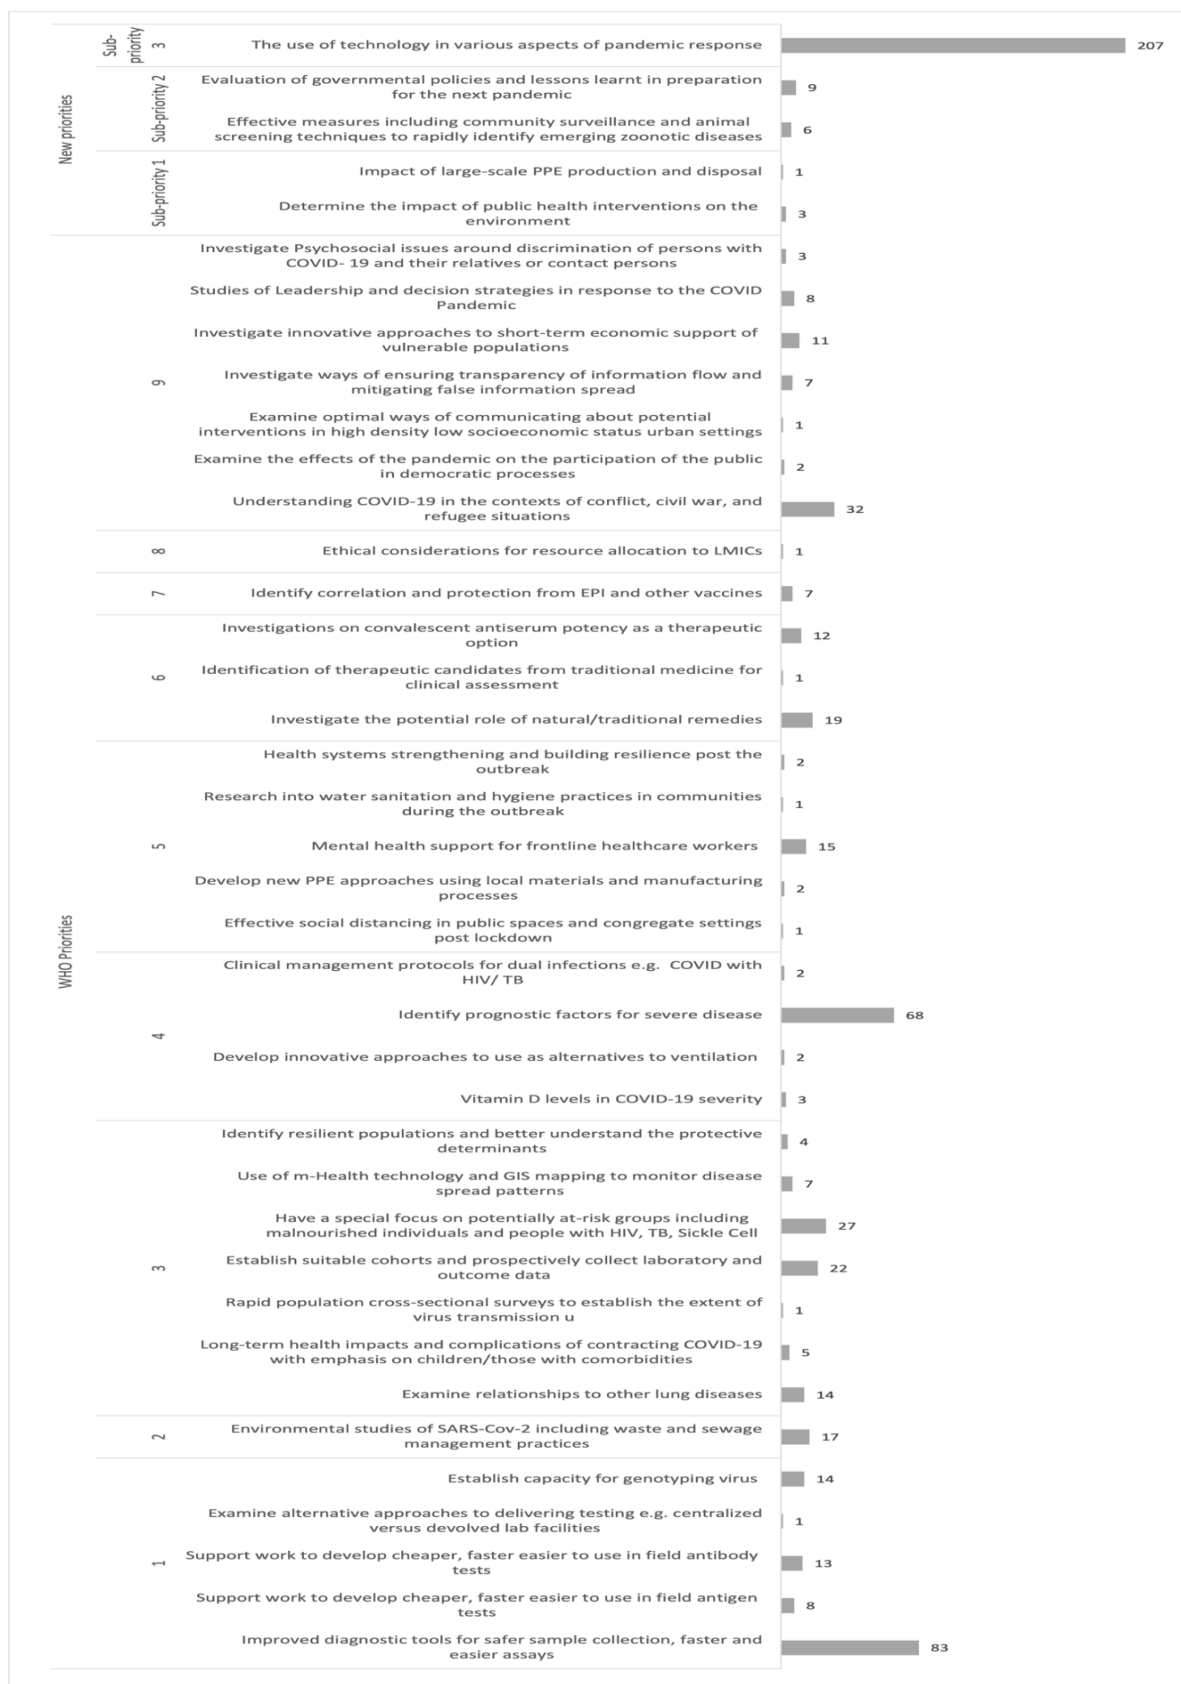 New priorities
Sub-
priority
3
The use of technology in various aspects of pandemic response
207
Sub-priority 2
Evaluation of governmental policies and lessons learnt in preparation
for the next pandemic
9
Effective measures including community surveillance and animal
screening techniques to rapidly identify emerging zoonotic diseases
6
Sub-priority 1
Impact of large-scale PPE production and disposal
1
Determine the impact of public health interventions on the
environment
3
WHO Priorities
9
Investigate Psychosocial issues around discrimination of persons with
COVID- 19 and their relatives or contact persons
3
Studies of Leadership and decision strategies in response to the COVID
Pandemic
8
Investigate innovative approaches to short-term economic support of
vulnerable populations
11
Investigate ways of ensuring transparency of information flow and
mitigating false information spread
7
Examine optimal ways of communicating about potential
interventions in high density low socioeconomic status urban settings
1
Examine the effects of the pandemic on the participation of the public
in democratic processes
2
Understanding COVID-19 in the contexts of conflict, civil war, and
refugee situations
32
8
Ethical considerations for resource allocation to LMICs
1
7
Identify correlation and protection from EPI and other vaccines
7
6
Investigations on convalescent antiserum potency as a therapeutic
option
12
Identification of therapeutic candidates from traditional medicine for
clinical assessment
1
Investigate the potential role of natural/traditional remedies
19
5
Health systems strengthening and building resilience post the
outbreak
2
Research into water sanitation and hygiene practices in communities
during the outbreak
1
Mental health support for frontline healthcare workers
15
Develop new PPE approaches using local materials and manufacturing
processes
2
Effective social distancing in public spaces and congregate settings
post lockdown
1
4
Clinical management protocols for dual infections e.g. COVID with
HIV/ TB
2
Identify prognostic factors for severe disease
68
Develop innovative approaches to use as alternatives to ventilation
2
Vitamin D levels in COVID-19 severity
3
3
Identify resilient populations and better understand the protective
determinants
4
Use of m-Health technology and GIS mapping to monitor disease
spread patterns
7
Have a special focus on potentially at-risk groups including
malnourished individuals and people with HIV, TB, Sickle Cell
27
Establish suitable cohorts and prospectively collect laboratory and
outcome data
22
Rapid population cross-sectional surveys to establish the extent of
virus transmission u
1
Long-term health impacts and complications of contracting COVID-19
with emphasis on children/those with comorbidities
5
Examine relationships to other lung diseases
14
2
Environmental studies of SARS-Cov-2 including waste and sewage
management practices
17
1
Establish capacity for genotyping virus
14
Examine alternative approaches to delivering testing e.g. centralized
versus devolved lab facilities
1
Support work to develop cheaper, faster easier to use in field antibody
tests
13
Support work to develop cheaper, faster easier to use in field antigen
tests
8
Improved diagnostic tools for safer sample collection, faster and
easier assays
83